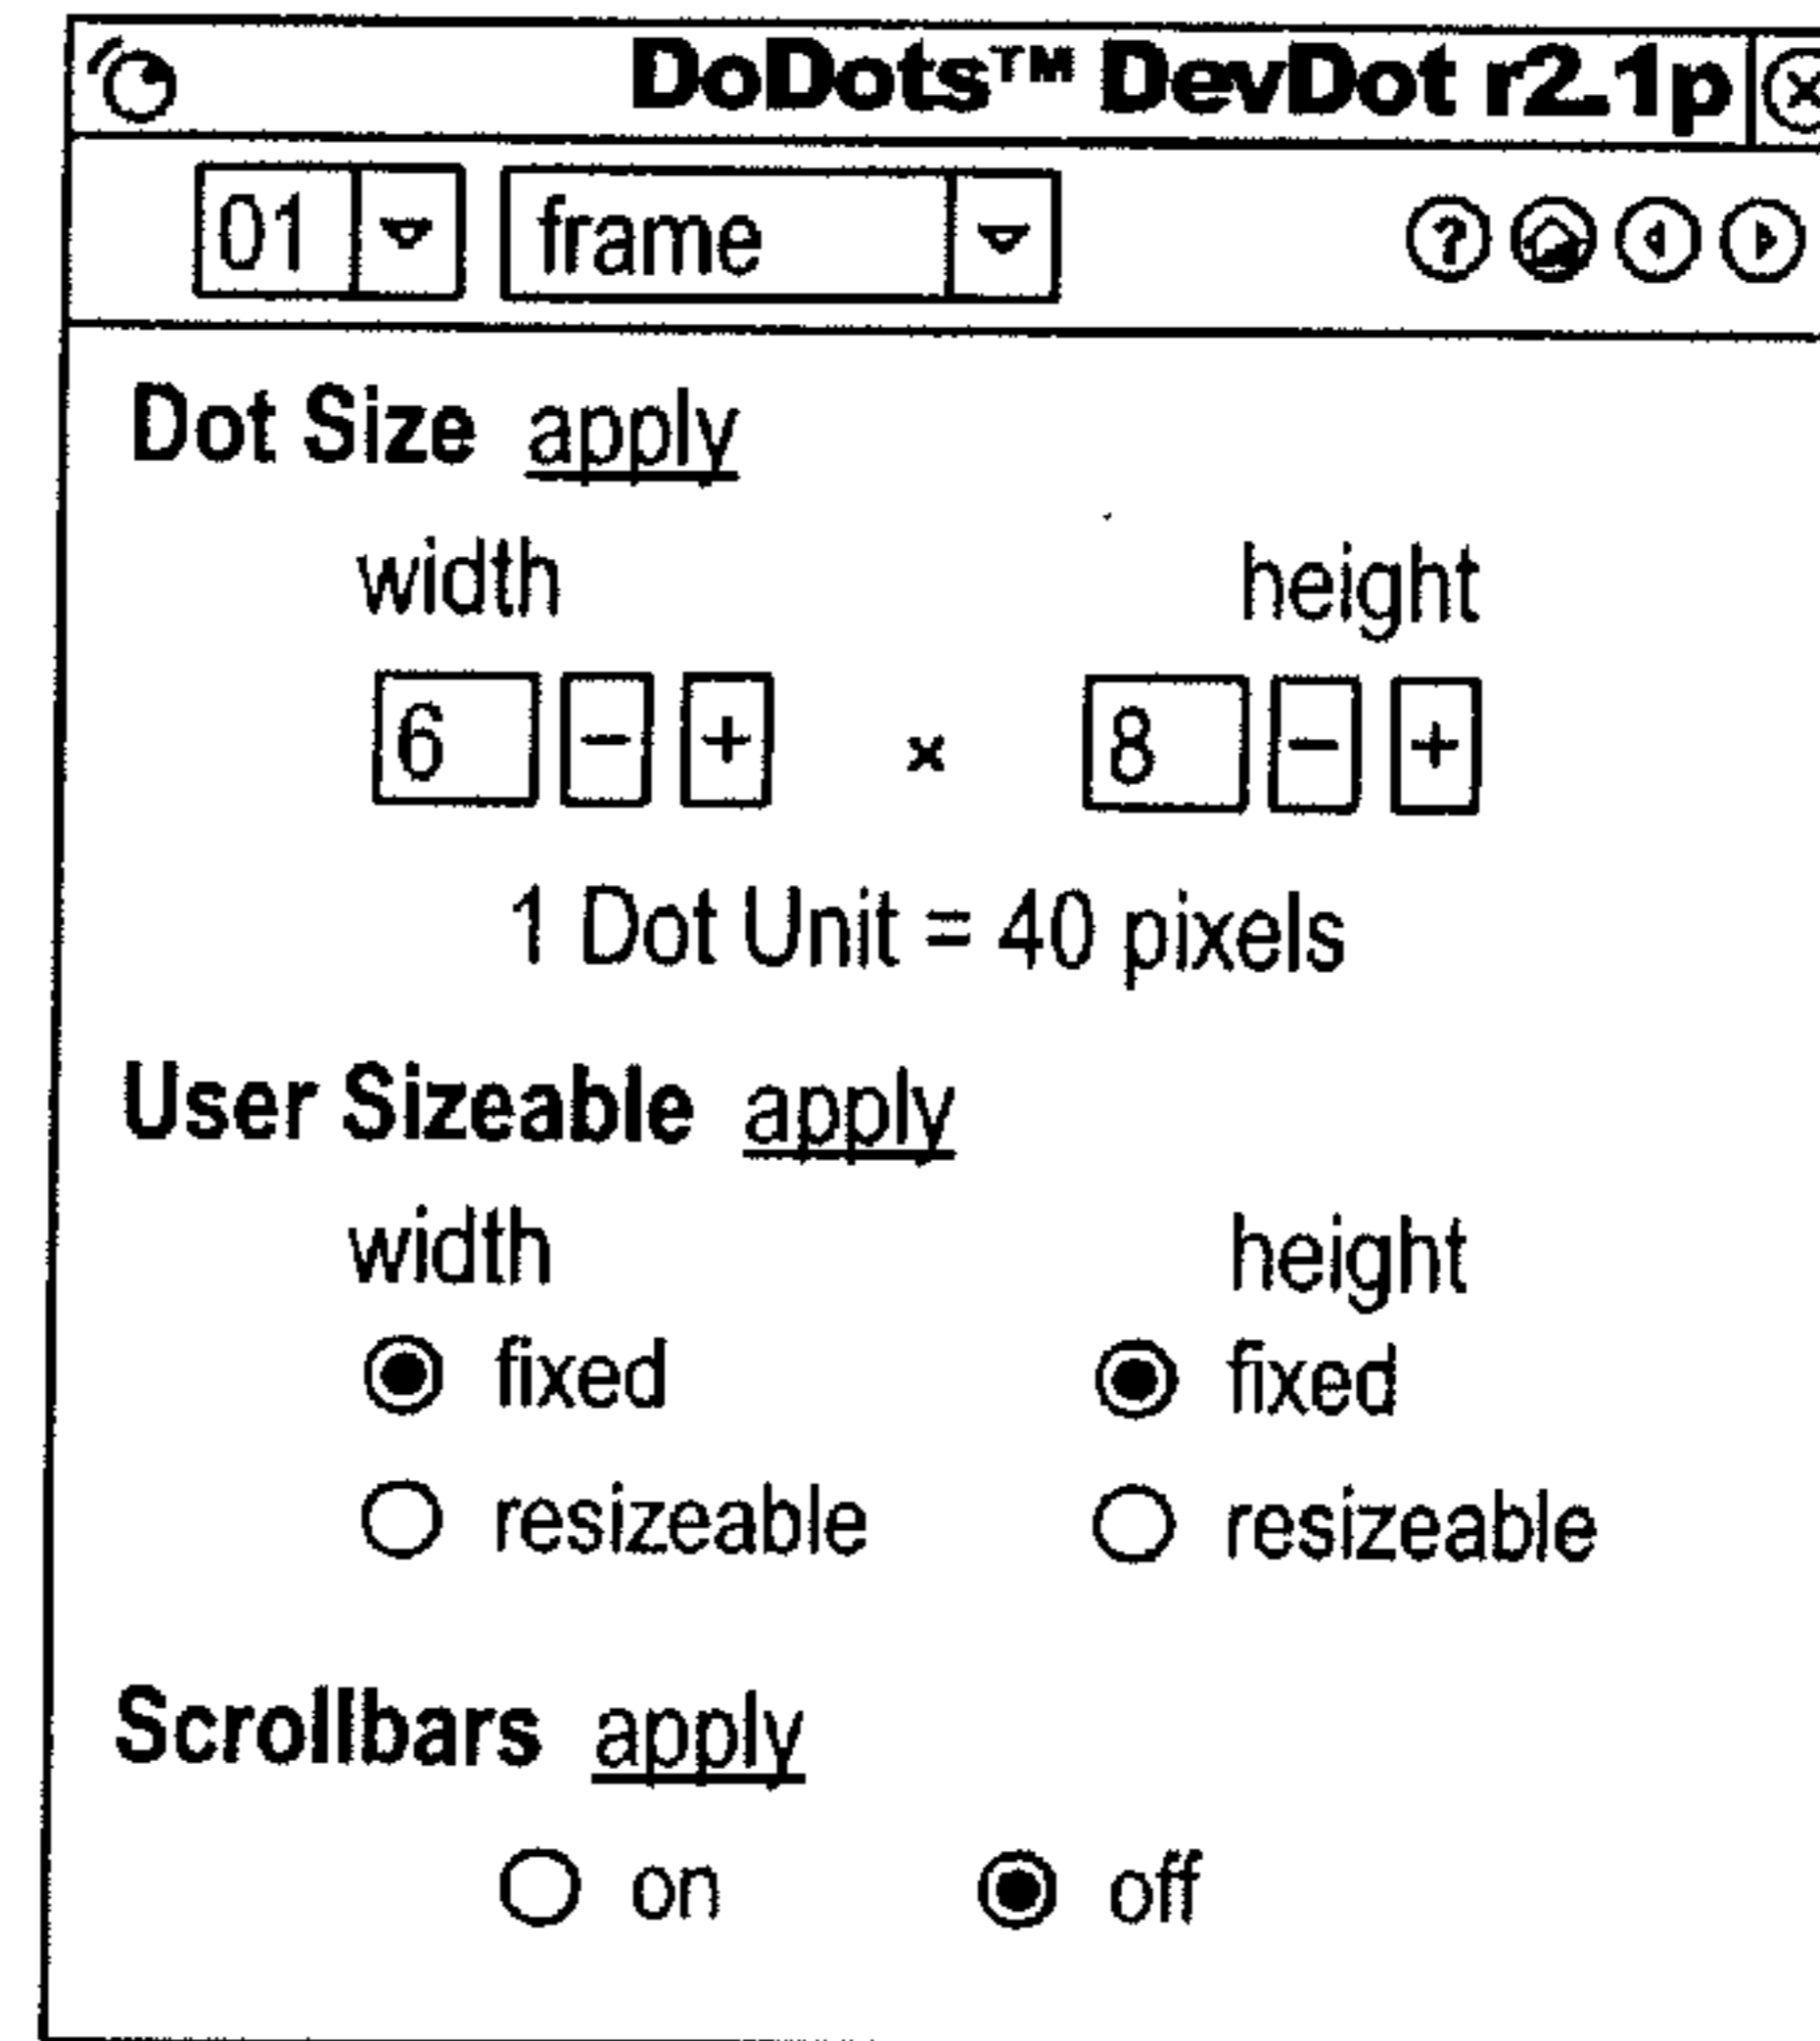 DoDots™ DevDot r2.1p
01 frame ?
Dot Size apply
width height
6 - + × 8 - +
1 Dot Unit = 40 pixels
User Sizeable apply
width height
fixed fixed
resizeable resizeable
Scrollbars apply
on off